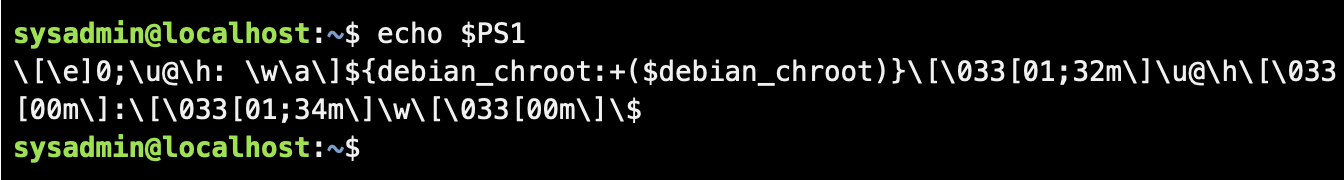 sysadmin@localhost:~$ echo $PS1
\[\e]0;\u@\h: \w\a\]${debian_chroot:+($debian_chroot)}\[\033[01;32m\]\u@\h\[\033
[00m\]:\[\033[01;34m\]\w\[\033[00m\]\$
sysadmin@localhost:~$